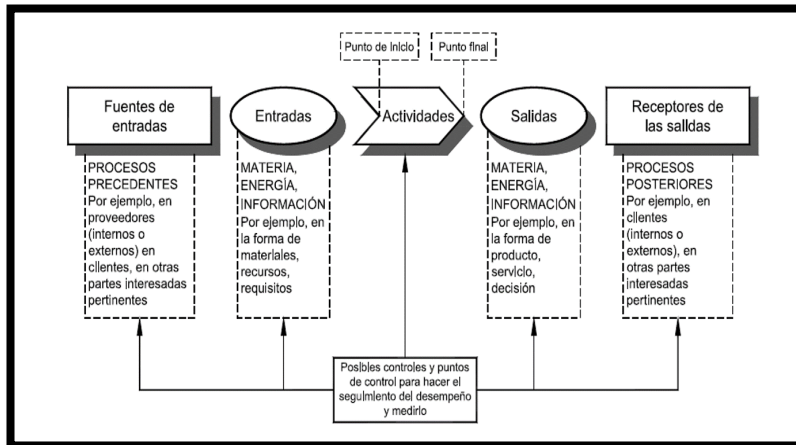 Punto de inicio
Punto final
Fuentes de
entradas
Entradas
Actividades
Salidas
Receptores de
las salidas
PROCESOS
PRECEDENTES
Por ejemplo, en
proveedores
(internos o
externos) en
clientes, en otras
partes interesadas
pertinentes
MATERIA,
ENERGÍA,
INFORMACIÓN
Por ejemplo, en
la forma de
materiales,
recursos,
requisitos
MATERIA,
ENERGÍA,
INFORMACIÓN
Por ejemplo, en
la forma de
producto,
servicio,
decisión
PROCESOS
POSTERIORES
Por ejemplo, en
clientes
(internos o
externos), en
otras partes
interesadas
pertinentes
Posibles controles y puntos
de control para hacer el
seguimiento del desempeño
y medirlo